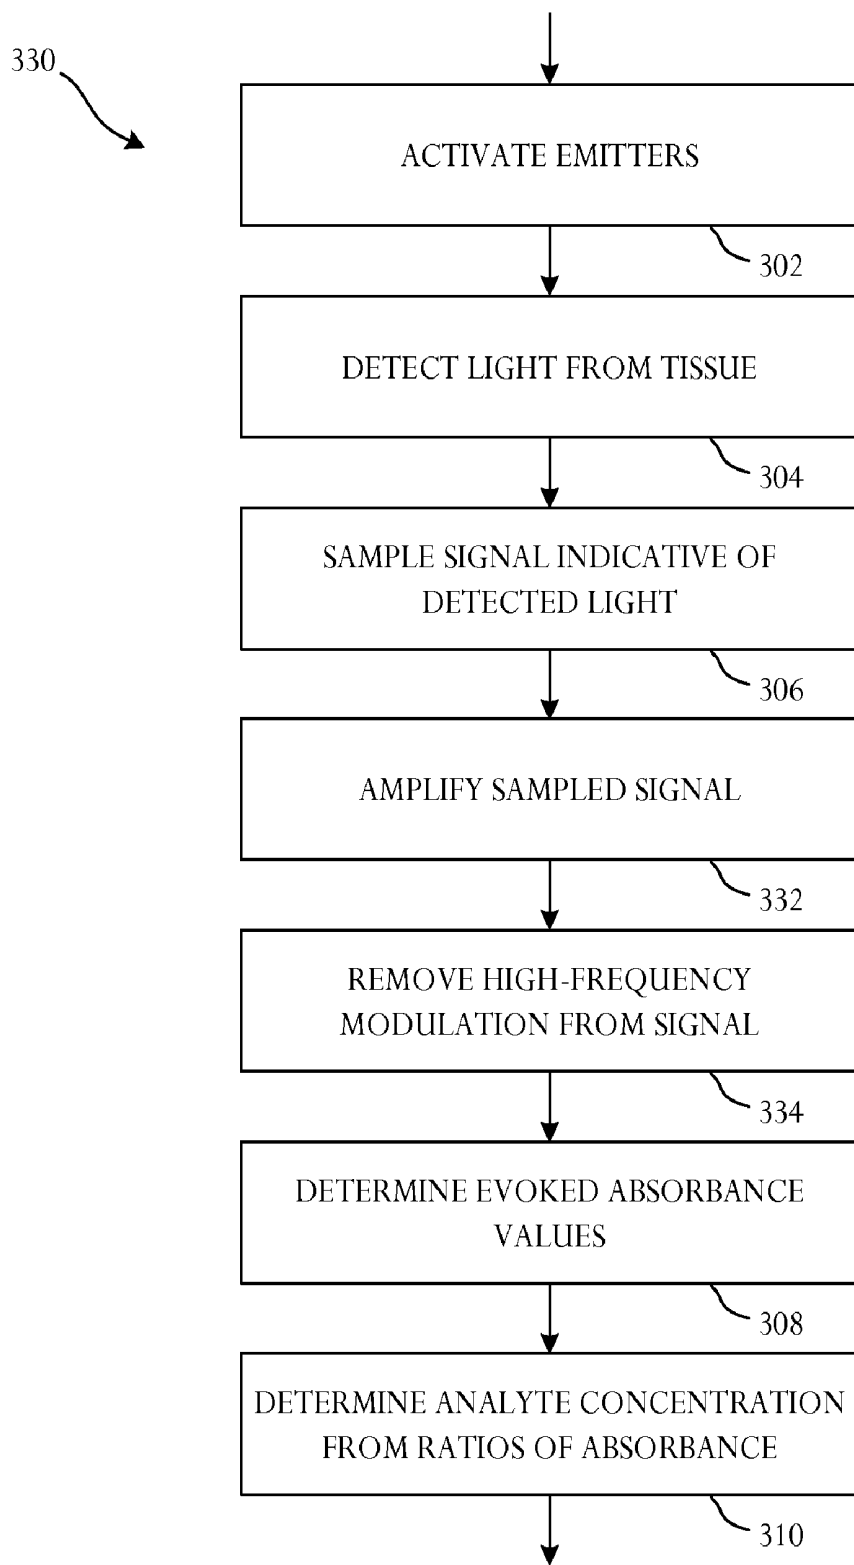 330
ACTIVATE EMITTERS
302
DETECT LIGHT FROM TISSUE
304
SAMPLE SIGNAL INDICATIVE OF
DETECTED LIGHT
306
AMPLIFY SAMPLED SIGNAL
332
REMOVE HIGH-FREQUENCY
MODULATION FROM SIGNAL
334
DETERMINE EVOKED ABSORBANCE
VALUES
308
DETERMINE ANALYTE CONCENTRATION
FROM RATIOS OF ABSORBANCE
310